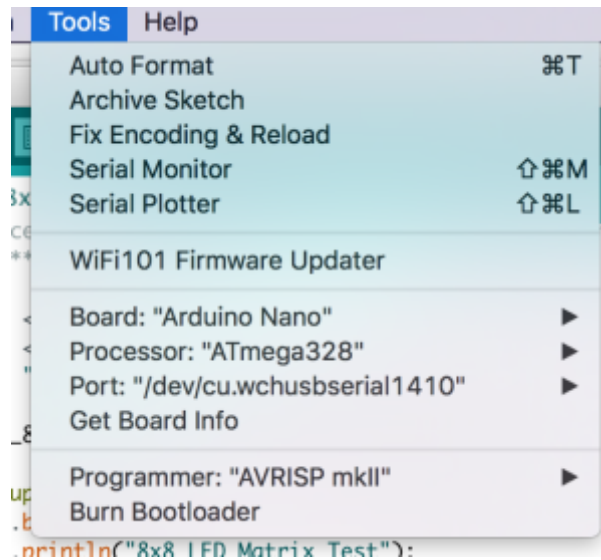 Tools Help
Auto Format ⌘T
Archive Sketch
Fix Encoding & Reload
Serial Monitor ⇧⌘M
Serial Plotter ⇧⌘L
WiFi101 Firmware Updater
Board: "Arduino Nano" ▶
Processor: "ATmega328" ▶
Port: "/dev/cu.wchusbserial1410" ▶
Get Board Info
Programmer: "AVRISP mkII" ▶
Burn Bootloader
.println("8x8 LED Matrix Test");